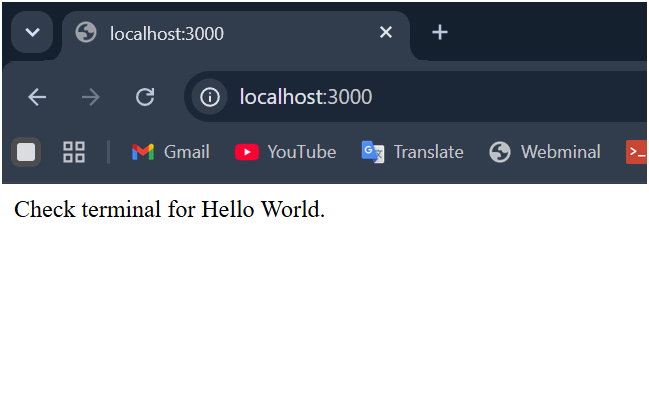 localhost:3000
localhost:3000
Gmail YouTube Translate Webminal >_
Check terminal for Hello World.